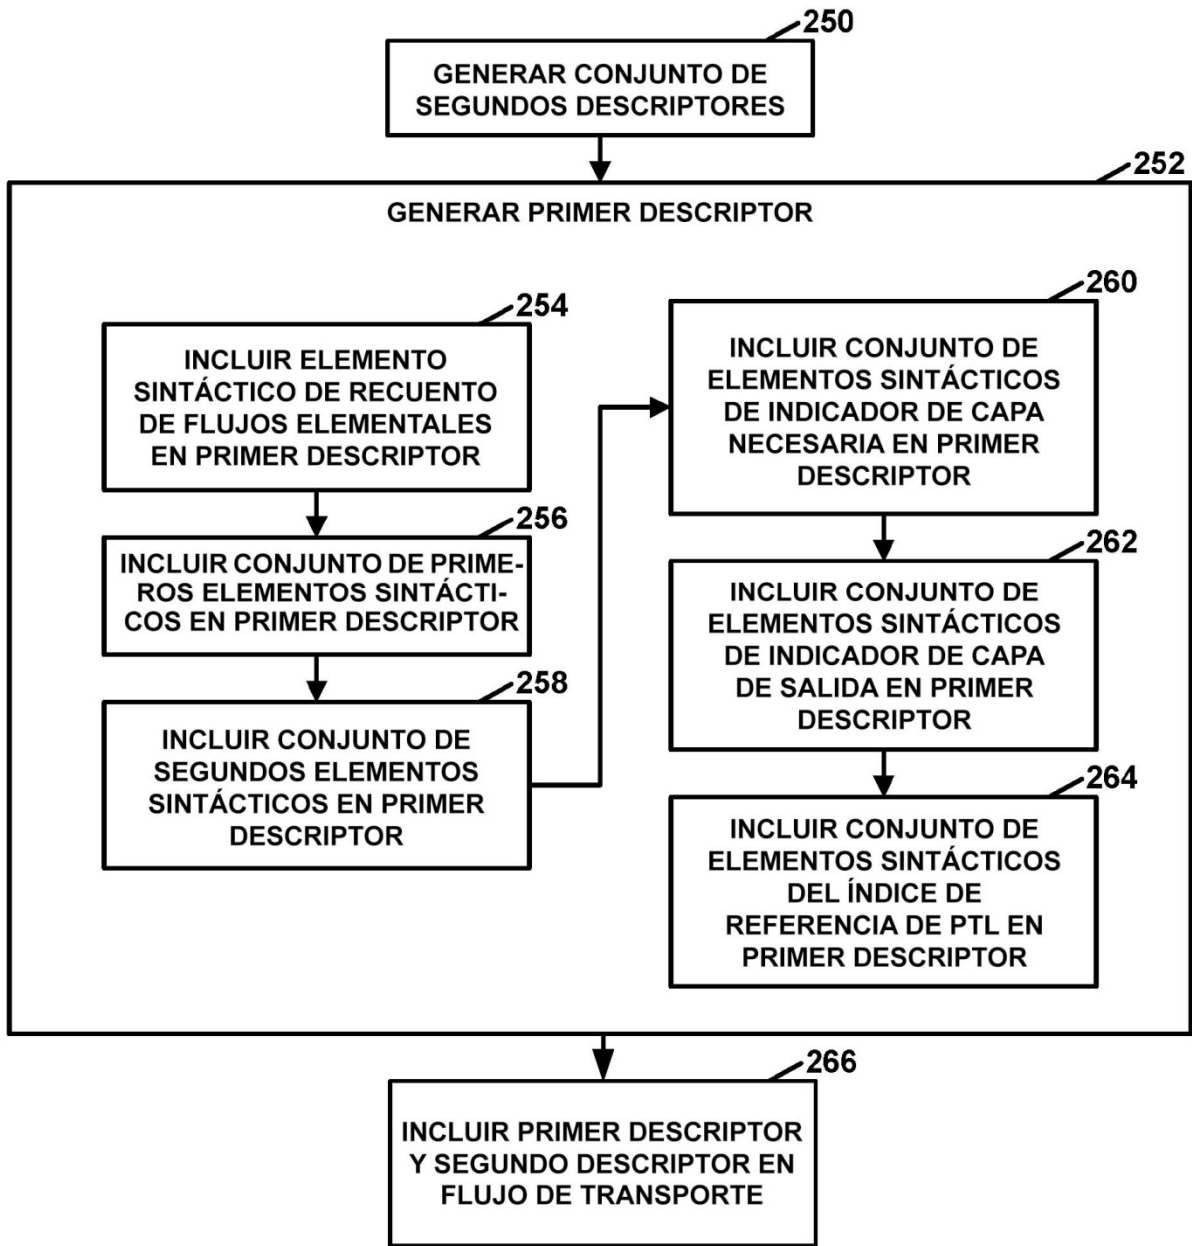 250
GENERAR CONJUNTO DE
SEGUNDOS DESCRIPTORES
252
GENERAR PRIMER DESCRIPTOR
254
INCLUIR ELEMENTO
SINTÁCTICO DE RECUENTO
DE FLUJOS ELEMENTALES
EN PRIMER DESCRIPTOR
256
INCLUIR CONJUNTO DE PRIME-
ROS ELEMENTOS SINTÁCTI-
COS EN PRIMER DESCRIPTOR
258
INCLUIR CONJUNTO DE
SEGUNDOS ELEMENTOS
SINTÁCTICOS EN PRIMER
DESCRIPTOR
260
INCLUIR CONJUNTO DE
ELEMENTOS SINTÁCTICOS
DE INDICADOR DE CAPA
NECESARIA EN PRIMER
DESCRIPTOR
262
INCLUIR CONJUNTO DE
ELEMENTOS SINTÁCTICOS
DE INDICADOR DE CAPA
DE SALIDA EN PRIMER
DESCRIPTOR
264
INCLUIR CONJUNTO DE
ELEMENTOS SINTÁCTICOS
DEL ÍNDICE DE
REFERENCIA DE PTL EN
PRIMER DESCRIPTOR
266
INCLUIR PRIMER DESCRIPTOR
Y SEGUNDO DESCRIPTOR EN
FLUJO DE TRANSPORTE